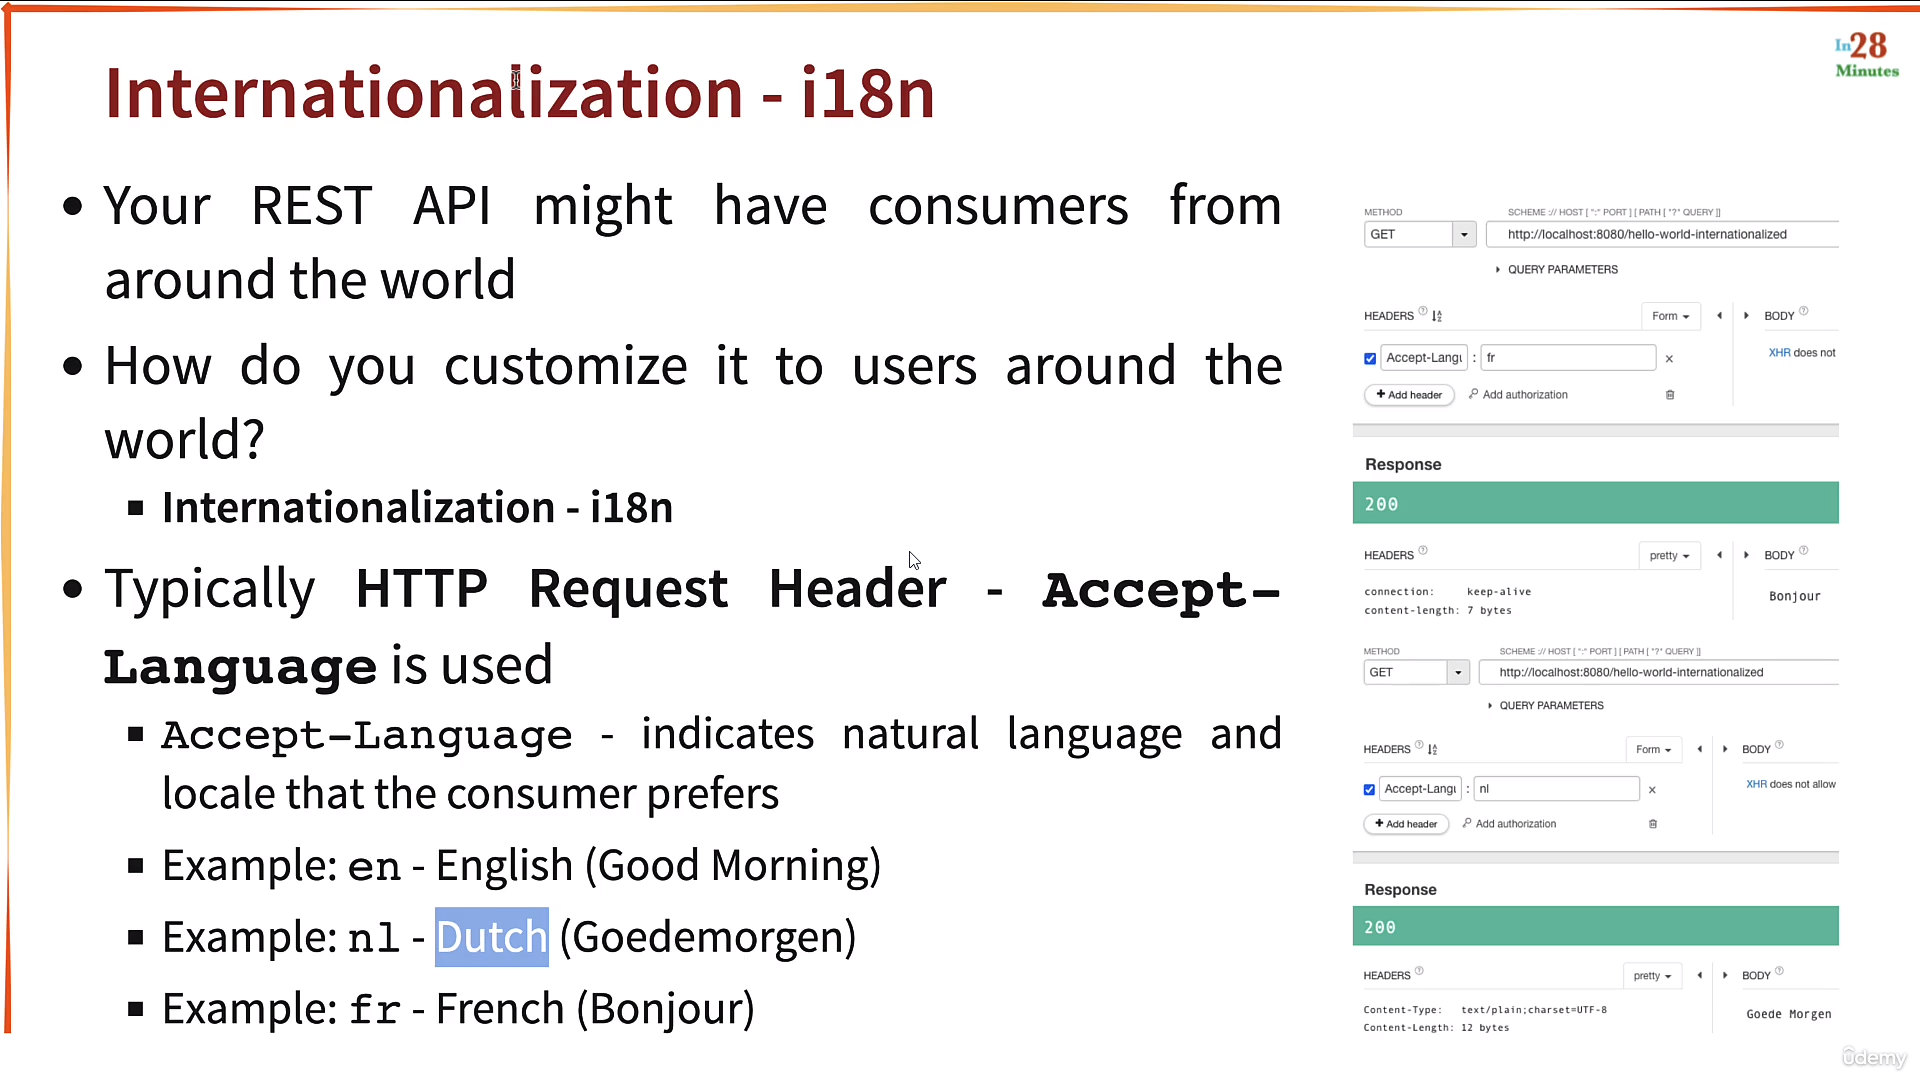 In28
Minutes
Internationalization - i18n
• Your REST API might have consumers from
around the world
• How do you customize it to users around the
world?
▪ Internationalization - i18n
• Typically HTTP Request Header - Accept-
Language is used
▪ Accept-Language - indicates natural language and
locale that the consumer prefers
▪ Example: en - English (Good Morning)
▪ Example: nl - Dutch (Goedemorgen)
▪ Example: fr - French (Bonjour)
METHOD SCHEME :// HOST [ ":" PORT ] [ PATH [ "?" QUERY ]]
GET http://localhost:8080/hello-world-internationalized
QUERY PARAMETERS
HEADERS ? Form BODY ?
Accept-Langu : fr × XHR does not
+ Add header Add authorization
Response
200
HEADERS ? pretty BODY ?
connection: keep-alive
content-length: 7 bytes
Bonjour
METHOD SCHEME :// HOST [ ":" PORT ] [ PATH [ "?" QUERY ]]
GET http://localhost:8080/hello-world-internationalized
QUERY PARAMETERS
HEADERS ? Form BODY ?
Accept-Langu : nl × XHR does not allow
+ Add header Add authorization
Response
200
HEADERS ? pretty BODY ?
Content-Type: text/plain;charset=UTF-8
Content-Length: 12 bytes
Goede Morgen
ûdemy